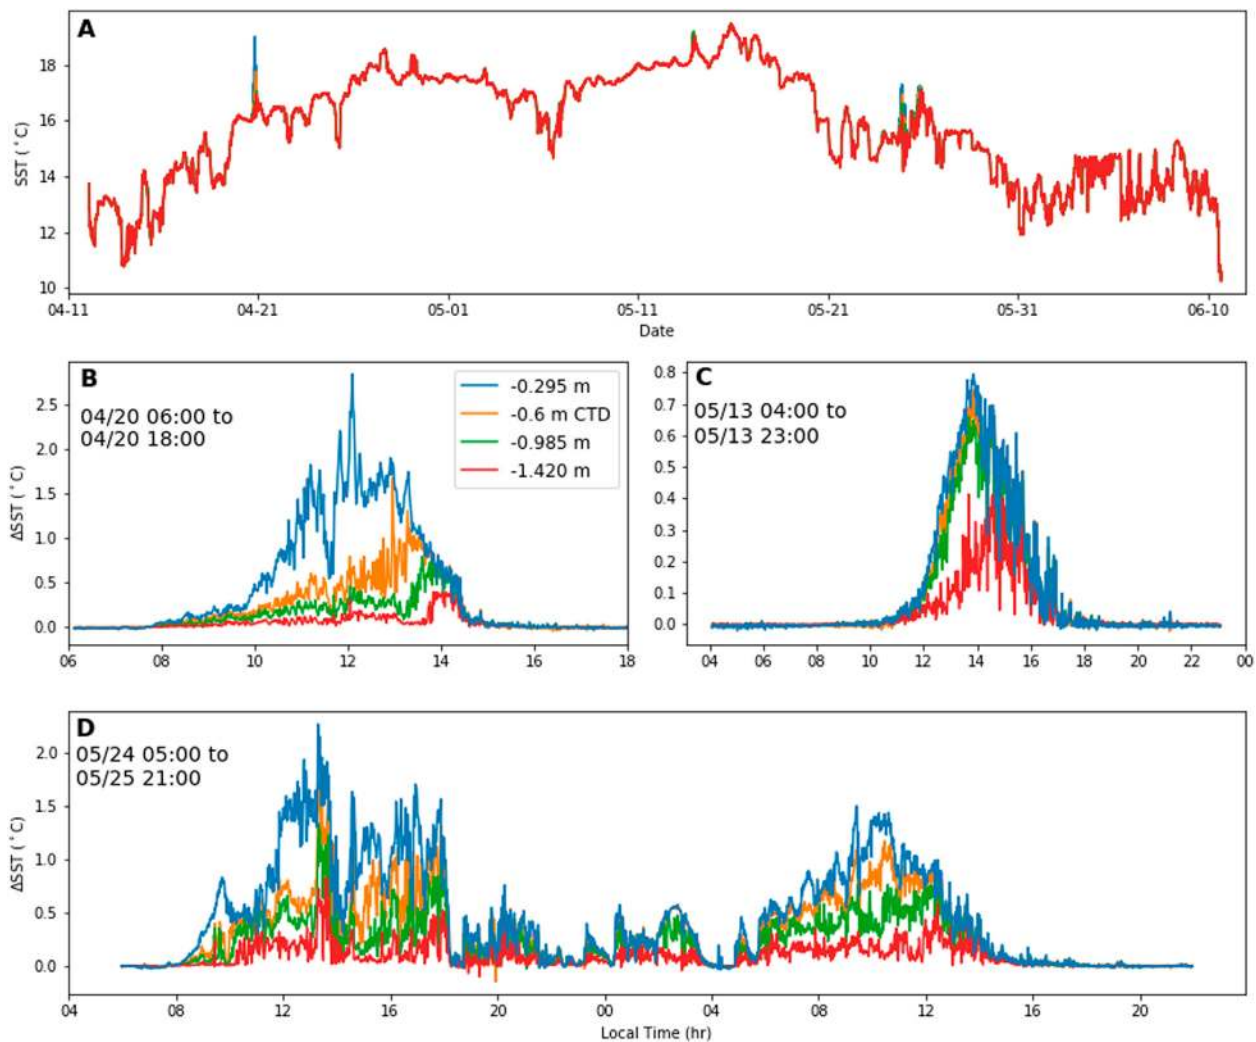 A
SST (°C)
18
16
14
12
10
04-11 04-21 05-01 05-11 05-21 05-31 06-10
Date
B
04/20 06:00 to
04/20 18:00
-0.295 m
-0.6 m CTD
-0.985 m
-1.420 m
ΔSST (°C)
2.5
2.0
1.5
1.0
0.5
0.0
06 08 10 12 14 16 18
C
05/13 04:00 to
05/13 23:00
0.8
0.7
0.6
0.5
0.4
0.3
0.2
0.1
0.0
04 06 08 10 12 14 16 18 20 22 00
D
05/24 05:00 to
05/25 21:00
ΔSST (°C)
2.0
1.5
1.0
0.5
0.0
04 08 12 16 20 00 04 08 12 16 20
Local Time (hr)